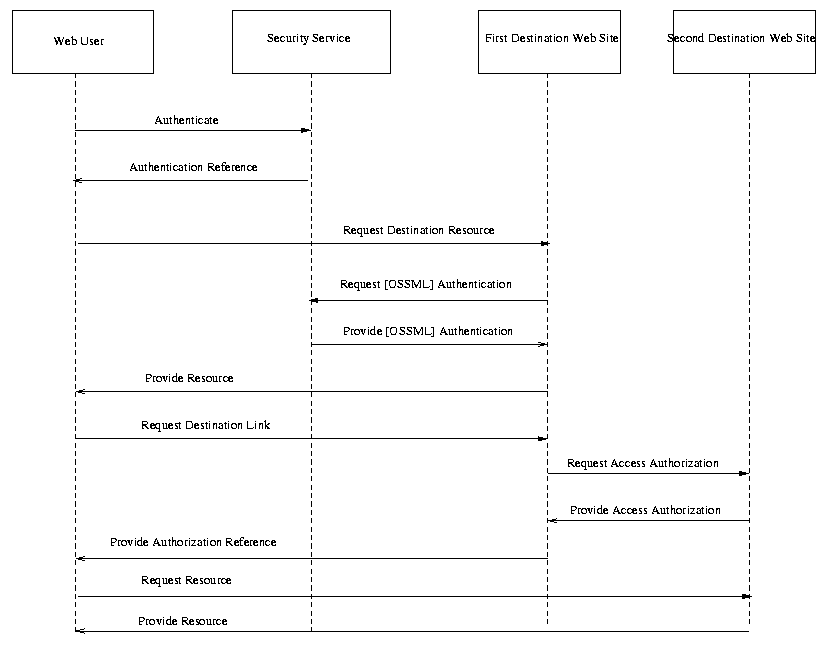 Web User
Security Service
First Destination Web Site
Second Destination Web Site
Authenticate
Authentication Reference
Request Destination Resource
Request [OSSML] Authentication
Provide [OSSML] Authentication
Provide Resource
Request Destination Link
Request Access Authorization
Provide Access Authorization
Provide Authorization Reference
Request Resource
Provide Resource